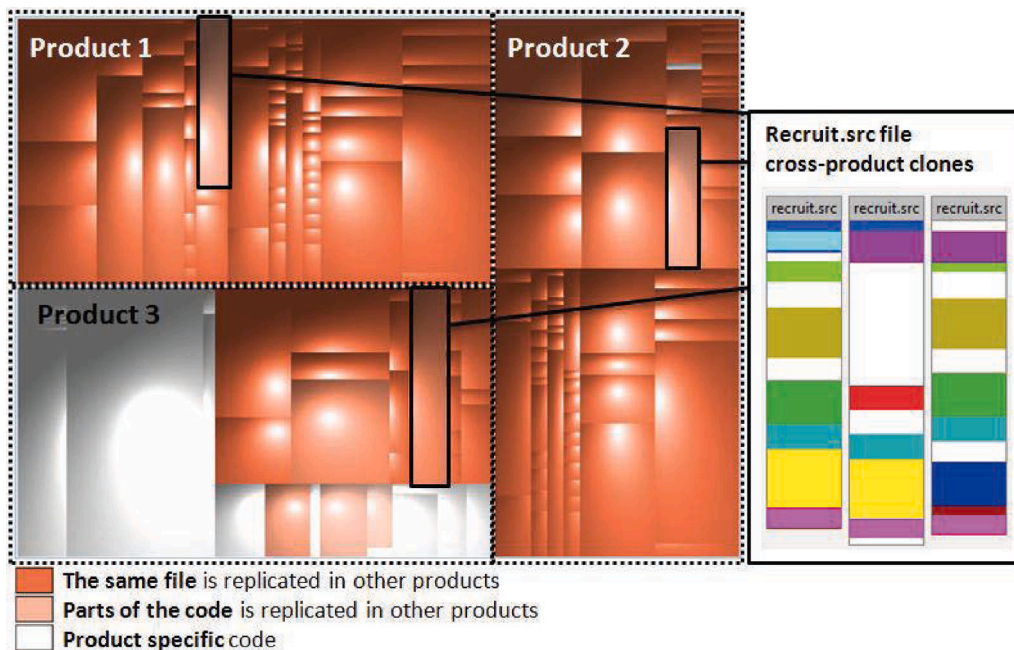 Product 1
Product 2
Product 3
Recruit.src file
cross-product clones
recruit.src recruit.src recruit.src
The same file is replicated in other products
Parts of the code is replicated in other products
Product specific code